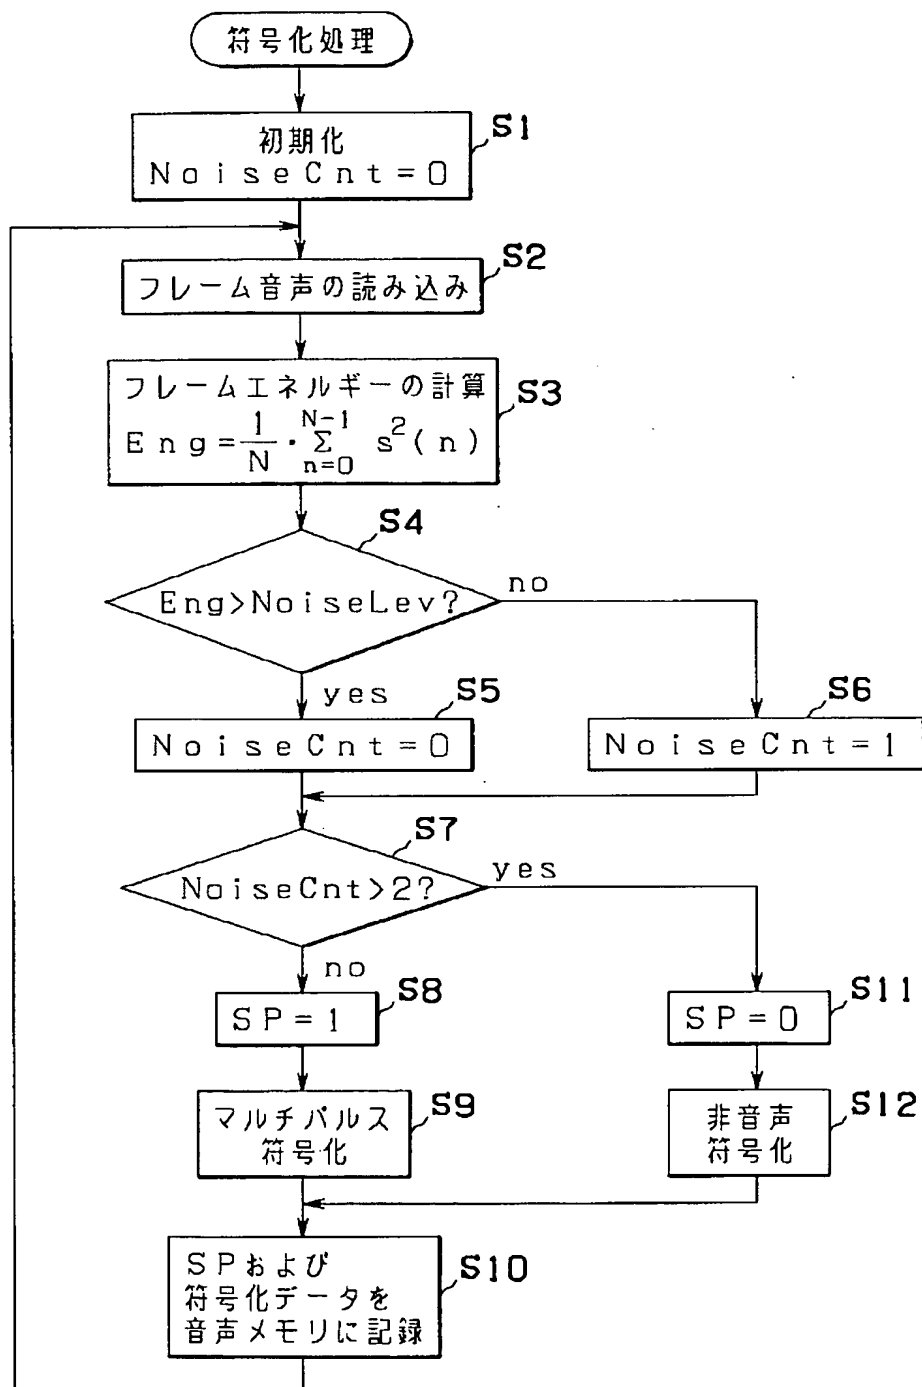 符号化処理
初期化
NoiseCnt=0
S1
フレーム音声の読み込み
S2
フレームエネルギーの計算
Eng=1/N・Σ[n=0, N-1] s²(n)
S3
Eng>NoiseLev?
S4
no
yes
NoiseCnt=0
S5
NoiseCnt=1
S6
NoiseCnt>2?
S7
yes
no
SP=1
S8
SP=0
S11
マルチパルス
符号化
S9
非音声
符号化
S12
SPおよび
符号化データを
音声メモリに記録
S10